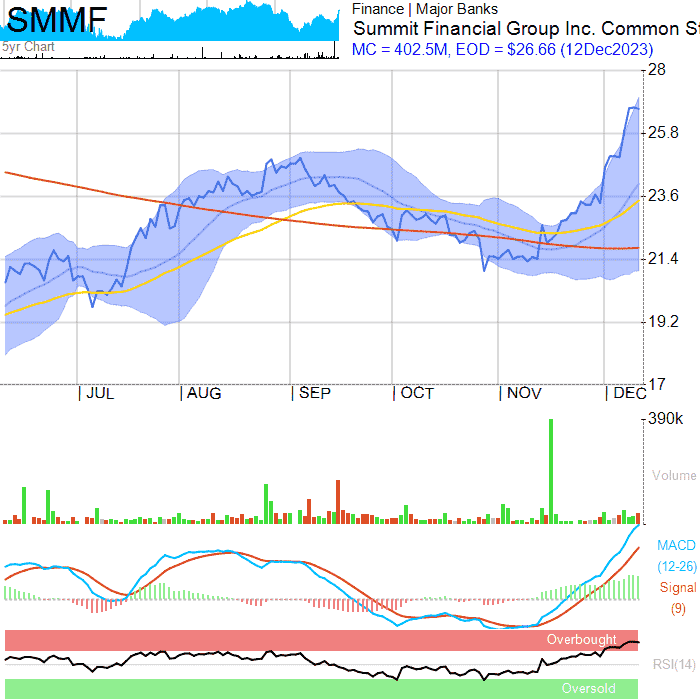 SMMF
5yr Chart
Finance | Major Banks
Summit Financial Group Inc. Common St
MC = 402.5M, EOD = $26.66 (12Dec2023)
28
25.8
23.6
21.4
19.2
17
| JUL | AUG | SEP | OCT | NOV | DEC
390k
Volume
MACD
(12-26)
Signal
(9)
Overbought
RSI(14)
Oversold